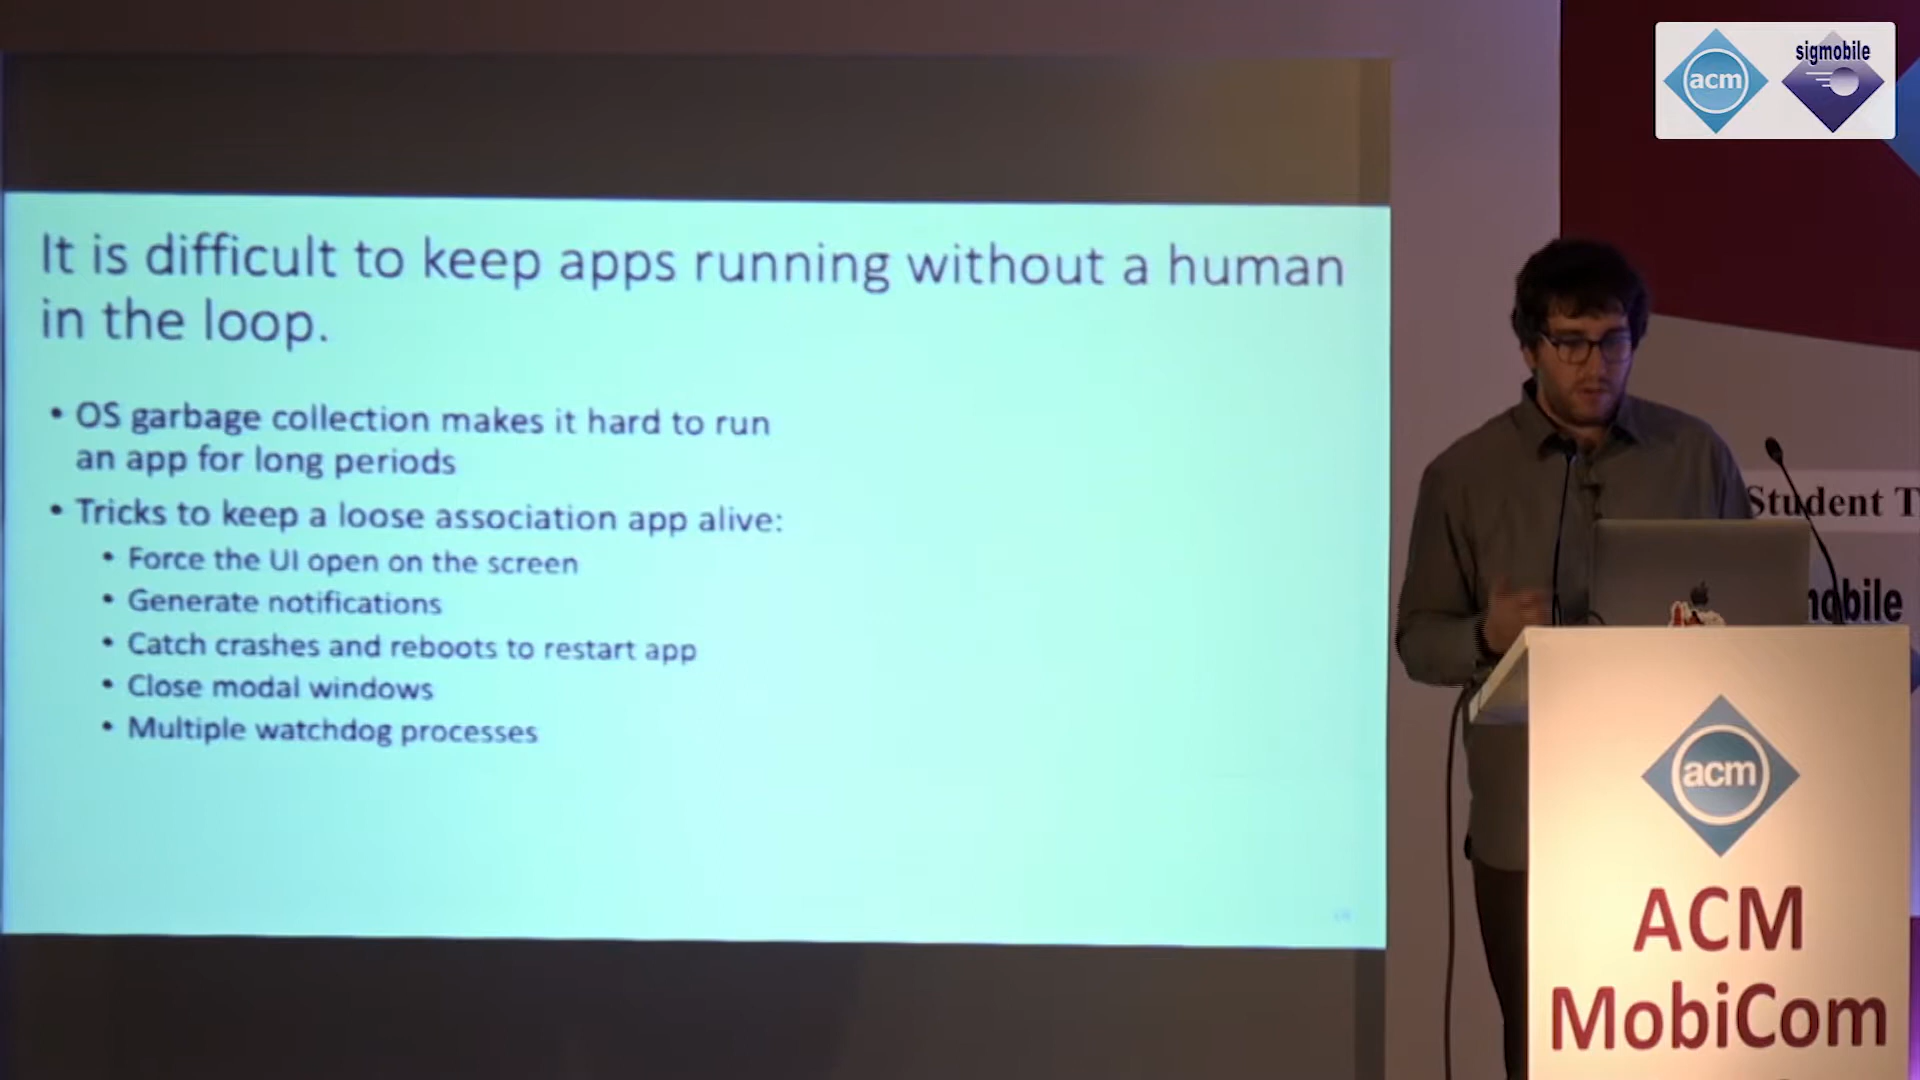 acm
sigmobile
It is difficult to keep apps running without a human
in the loop.
• OS garbage collection makes it hard to run
an app for long periods
• Tricks to keep a loose association app alive:
• Force the UI open on the screen
• Generate notifications
• Catch crashes and reboots to restart app
• Close modal windows
• Multiple watchdog processes
Student T
mobile
acm
ACM
MobiCom